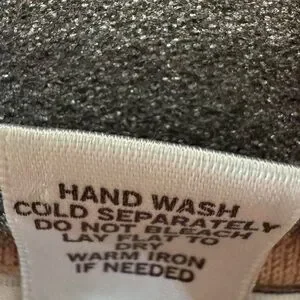 HAND WASH
COLD SEPARATELY
DO NOT BLEACH
LAY FLAT TO
DRY
WARM IRON
IF NEEDED